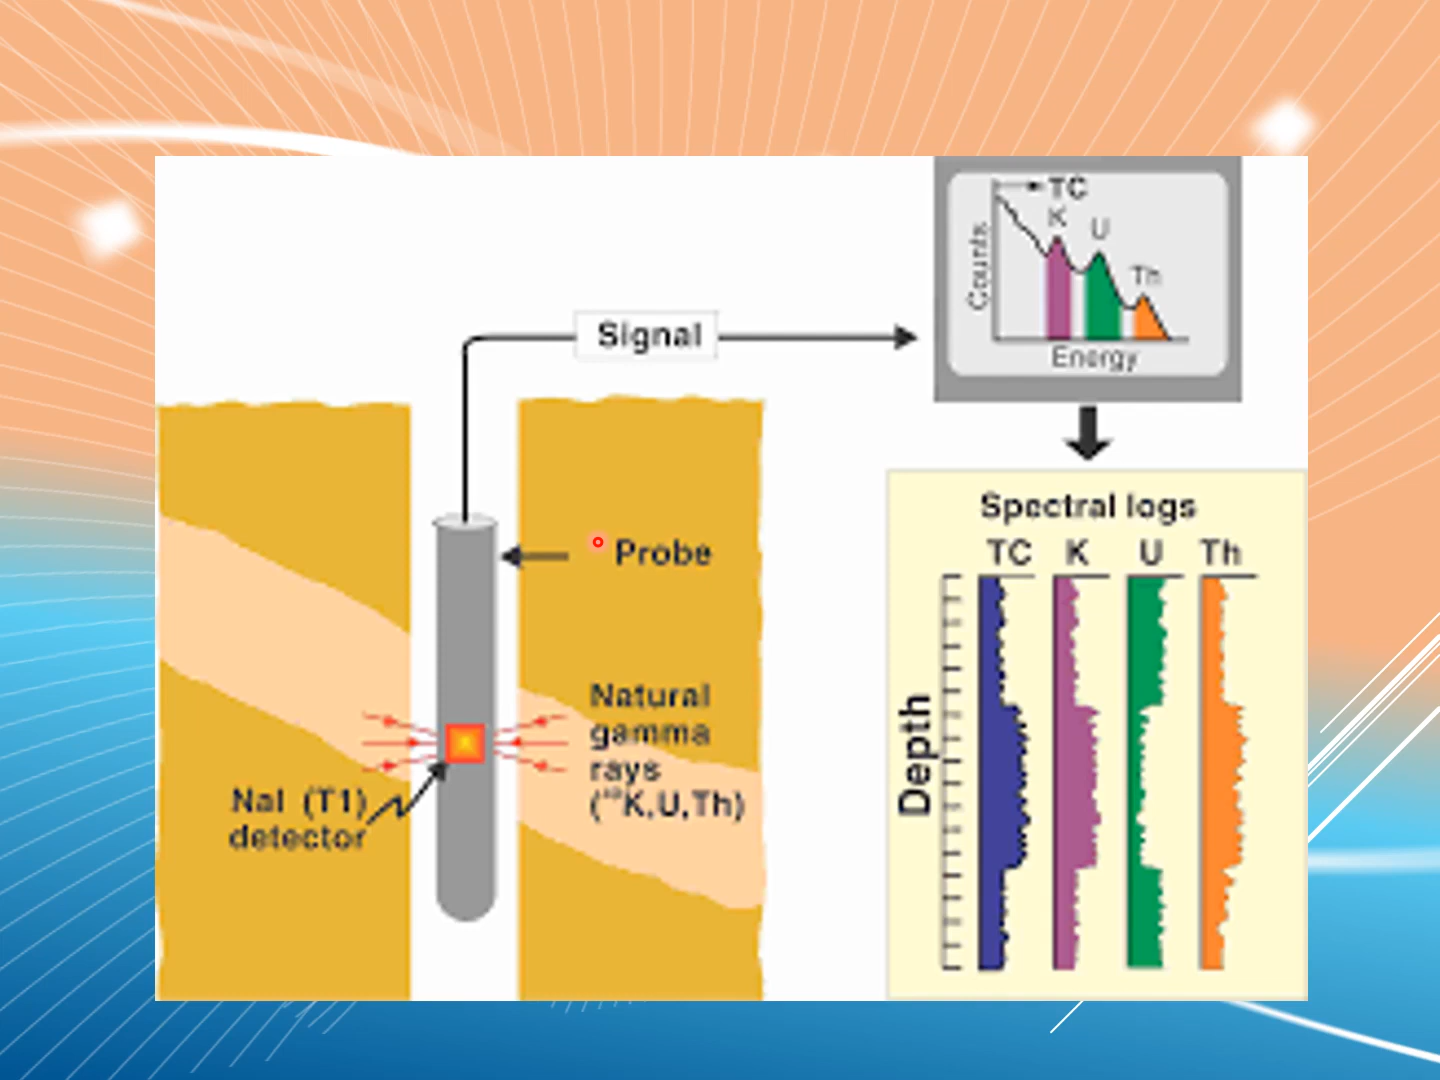 TC
K
U
Th
Counts
Energy
Signal
Spectral logs
TC K U Th
Depth
Probe
Natural
gamma
rays
(⁴⁰K,U,Th)
NaI (T1)
detector